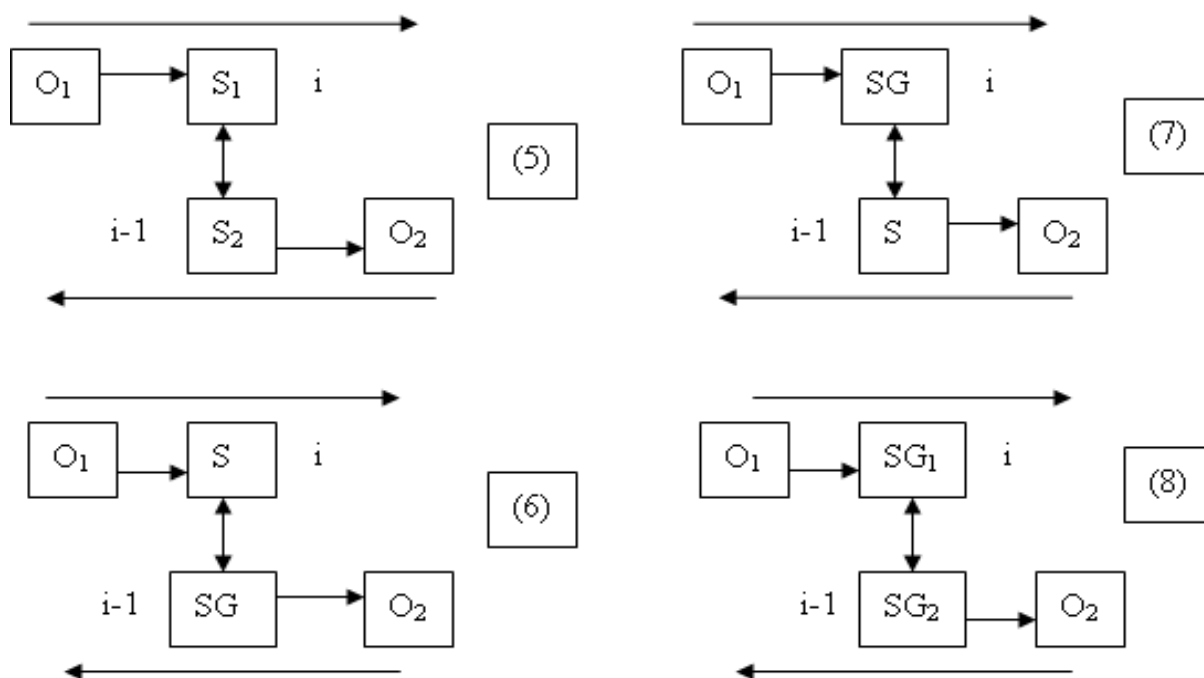 O₁ S₁ i
(5)
i-1 S₂ O₂
O₁ SG i
(7)
i-1 S O₂
O₁ S i
(6)
i-1 SG O₂
O₁ SG₁ i
(8)
i-1 SG₂ O₂